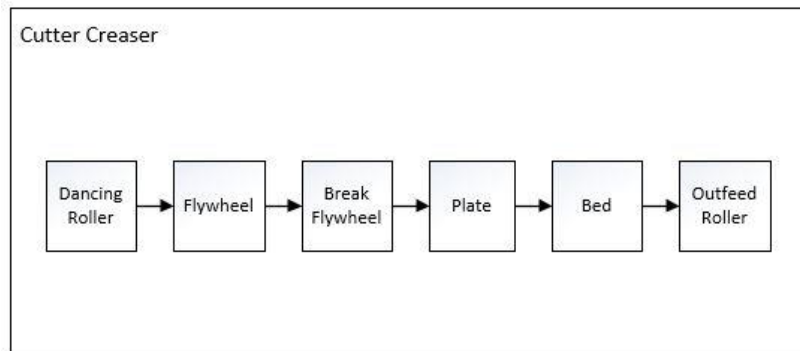 Cutter Creaser
Dancing
Roller
Flywheel
Break
Flywheel
Plate
Bed
Outfeed
Roller